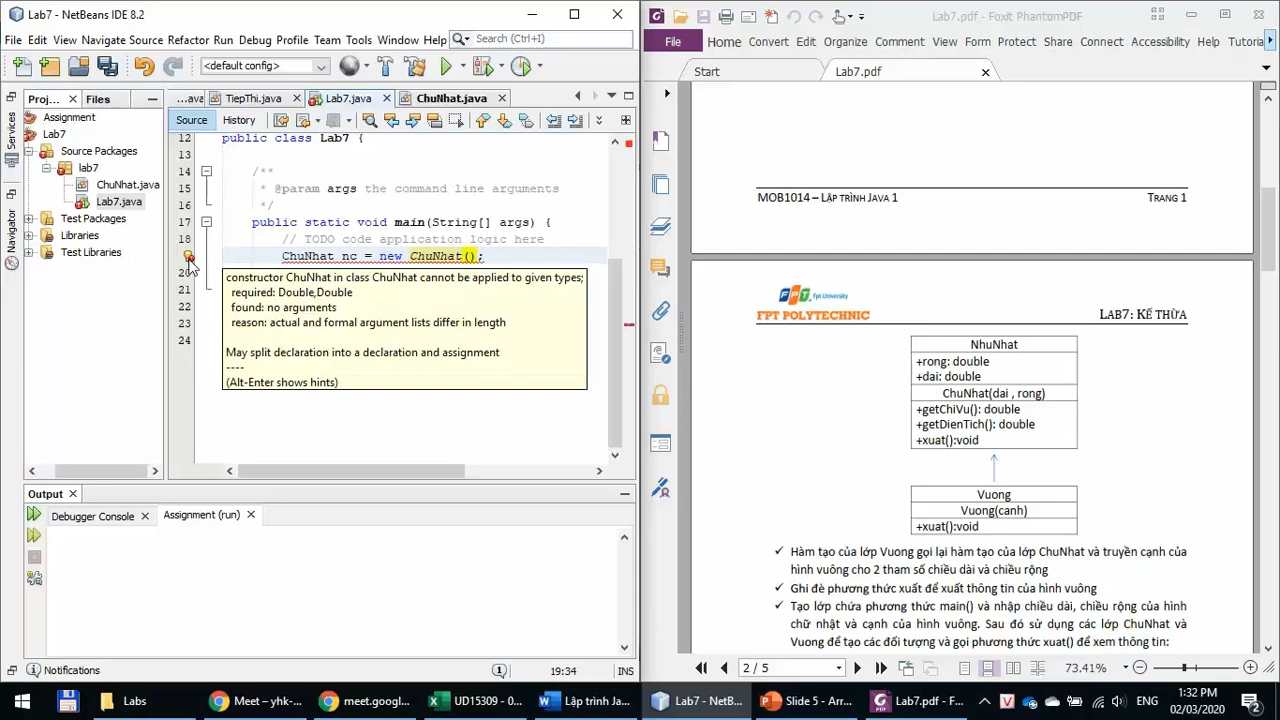 Lab7 - NetBeans IDE 8.2
File Edit View Navigate Source Refactor Run Debug Profile Team Tools Window Help
Search (Ctrl+I)
<default config>
Proj... Files
...ava TiepThi.java Lab7.java ChuNhat.java
Source History
Services
Navigator
Assignment
Lab7
Source Packages
lab7
ChuNhat.java
Lab7.java
Test Packages
Libraries
Test Libraries
12 public class Lab7 {
13
14 /**
15 * @param args the command line arguments
16 */
17 public static void main(String[] args) {
18 // TODO code application logic here
ChuNhat nc = new ChuNhat();
20
21
22
23
24
constructor ChuNhat in class ChuNhat cannot be applied to given types;
required: Double,Double
found: no arguments
reason: actual and formal argument lists differ in length
May split declaration into a declaration and assignment
----
(Alt-Enter shows hints)
Output
Debugger Console Assignment (run)
Notifications
1
19:34
INS
Lab7.pdf - Foxit PhantomPDF
File Home Convert Edit Organize Comment View Form Protect Share Connect Accessibility Help Tutoria
Start Lab7.pdf
MOB1014 – LẬP TRÌNH JAVA 1 TRANG 1
FPT Fpt University
FPT POLYTECHNIC LAB7: KẾ THỪA
NhuNhat
+rong: double
+dai: double
ChuNhat(dai , rong)
+getChiVu(): double
+getDienTich(): double
+xuat():void
Vuong
Vuong(canh)
+xuat():void
✓ Hàm tạo của lớp Vuong gọi lại hàm tạo của lớp ChuNhat và truyền cạnh của
hình vuông cho 2 tham số chiều dài và chiều rộng
✓ Ghi đè phương thức xuất để xuất thông tin của hình vuông
✓ Tạo lớp chứa phương thức main() và nhập chiều dài, chiều rộng của hình
chữ nhật và cạnh của hình vuông. Sau đó sử dụng các lớp ChuNhat và
Vuong để tạo các đối tượng và gọi phương thức xuat() để xem thông tin:
2 / 5
73.41%
Labs
Meet – yhk-...
meet.googl...
UD15309 - 0...
Lập trình Ja...
Lab7 - NetB...
Slide 5 - Arr...
Lab7.pdf - F...
ENG
1:32 PM
02/03/2020
2